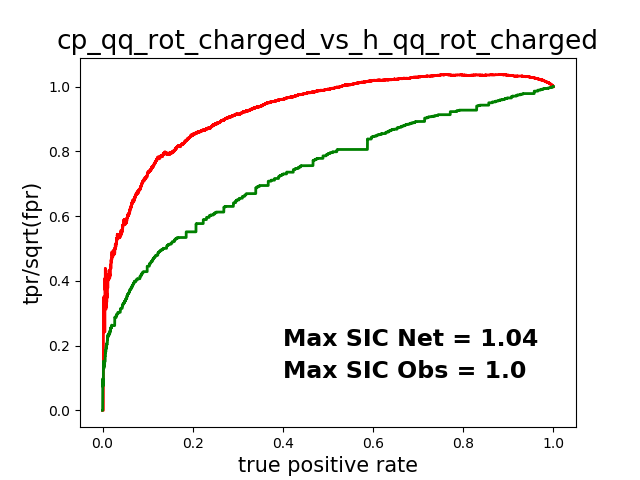 cp_qq_rot_charged_vs_h_qq_rot_charged
tpr/sqrt(fpr)
1.0
0.8
0.6
0.4
0.2
0.0
Max SIC Net = 1.04
Max SIC Obs = 1.0
0.0 0.2 0.4 0.6 0.8 1.0
true positive rate